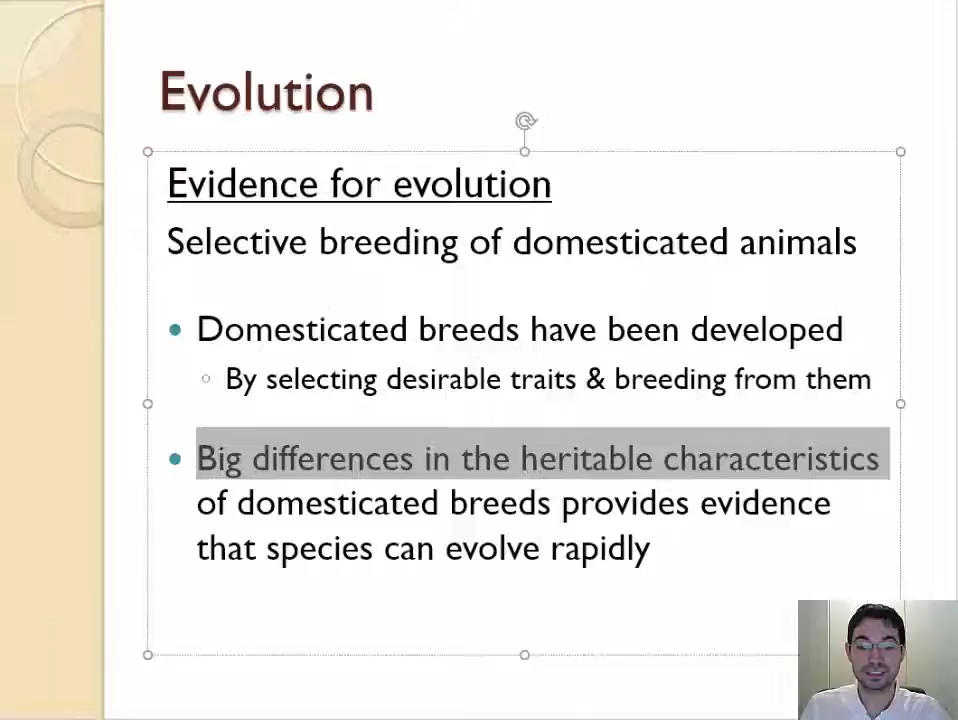 Evolution
Evidence for evolution
Selective breeding of domesticated animals
• Domesticated breeds have been developed
◦ By selecting desirable traits & breeding from them
• Big differences in the heritable characteristics
of domesticated breeds provides evidence
that species can evolve rapidly